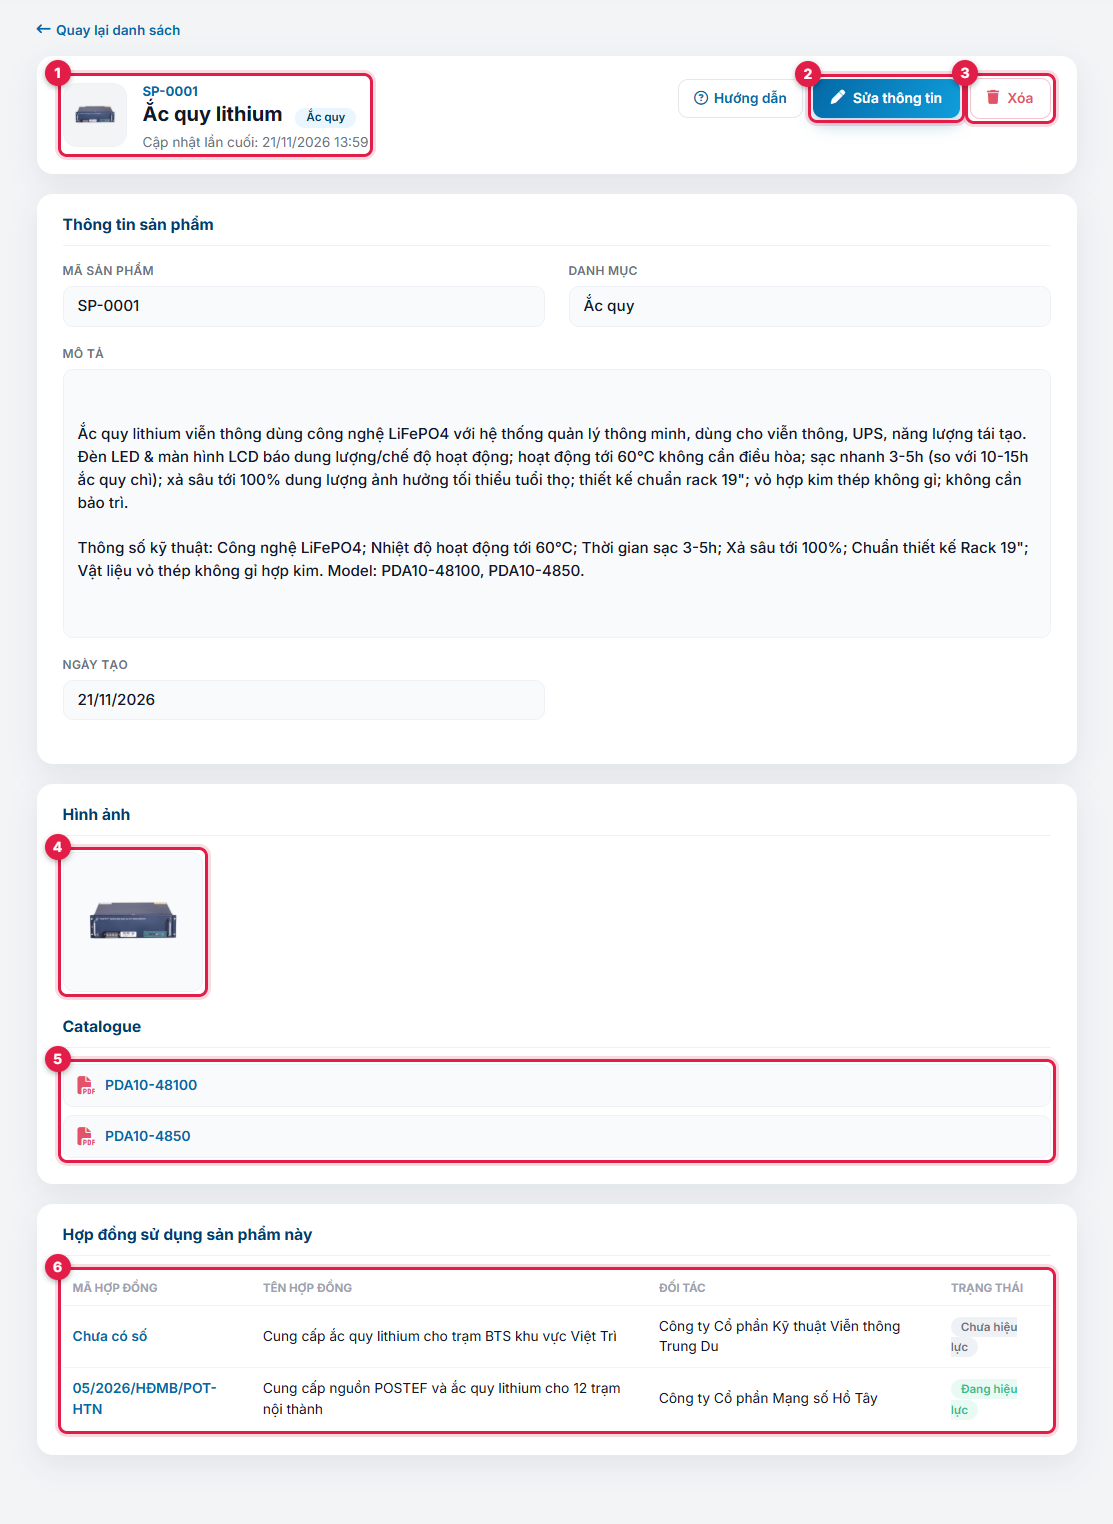 ← Quay lại danh sách
1
SP-0001
Ắc quy lithium
Ắc quy
Cập nhật lần cuối: 21/11/2026 13:59
Hướng dẫn
2
Sửa thông tin
3
Xóa
Thông tin sản phẩm
MÃ SẢN PHẨM
DANH MỤC
SP-0001
Ắc quy
MÔ TẢ
Ắc quy lithium viễn thông dùng công nghệ LiFePO4 với hệ thống quản lý thông minh, dùng cho viễn thông, UPS, năng lượng tái tạo.
Đèn LED & màn hình LCD báo dung lượng/chế độ hoạt động; hoạt động tới 60°C không cần điều hòa; sạc nhanh 3-5h (so với 10-15h
ắc quy chì); xả sâu tới 100% dung lượng ảnh hưởng tối thiểu tuổi thọ; thiết kế chuẩn rack 19"; vỏ hợp kim thép không gỉ; không cần
bảo trì.
Thông số kỹ thuật: Công nghệ LiFePO4; Nhiệt độ hoạt động tới 60°C; Thời gian sạc 3-5h; Xả sâu tới 100%; Chuẩn thiết kế Rack 19";
Vật liệu vỏ thép không gỉ hợp kim. Model: PDA10-48100, PDA10-4850.
NGÀY TẠO
21/11/2026
Hình ảnh
4
Catalogue
5
PDF
PDA10-48100
PDF
PDA10-4850
Hợp đồng sử dụng sản phẩm này
6
MÃ HỢP ĐỒNG
TÊN HỢP ĐỒNG
ĐỐI TÁC
TRẠNG THÁI
Chưa có số
Cung cấp ắc quy lithium cho trạm BTS khu vực Việt Trì
Công ty Cổ phần Kỹ thuật Viễn thông
Trung Du
Chưa hiệu
lực
05/2026/HĐMB/POT-
HTN
Cung cấp nguồn POSTEF và ắc quy lithium cho 12 trạm
nội thành
Công ty Cổ phần Mạng số Hồ Tây
Đang hiệu
lực